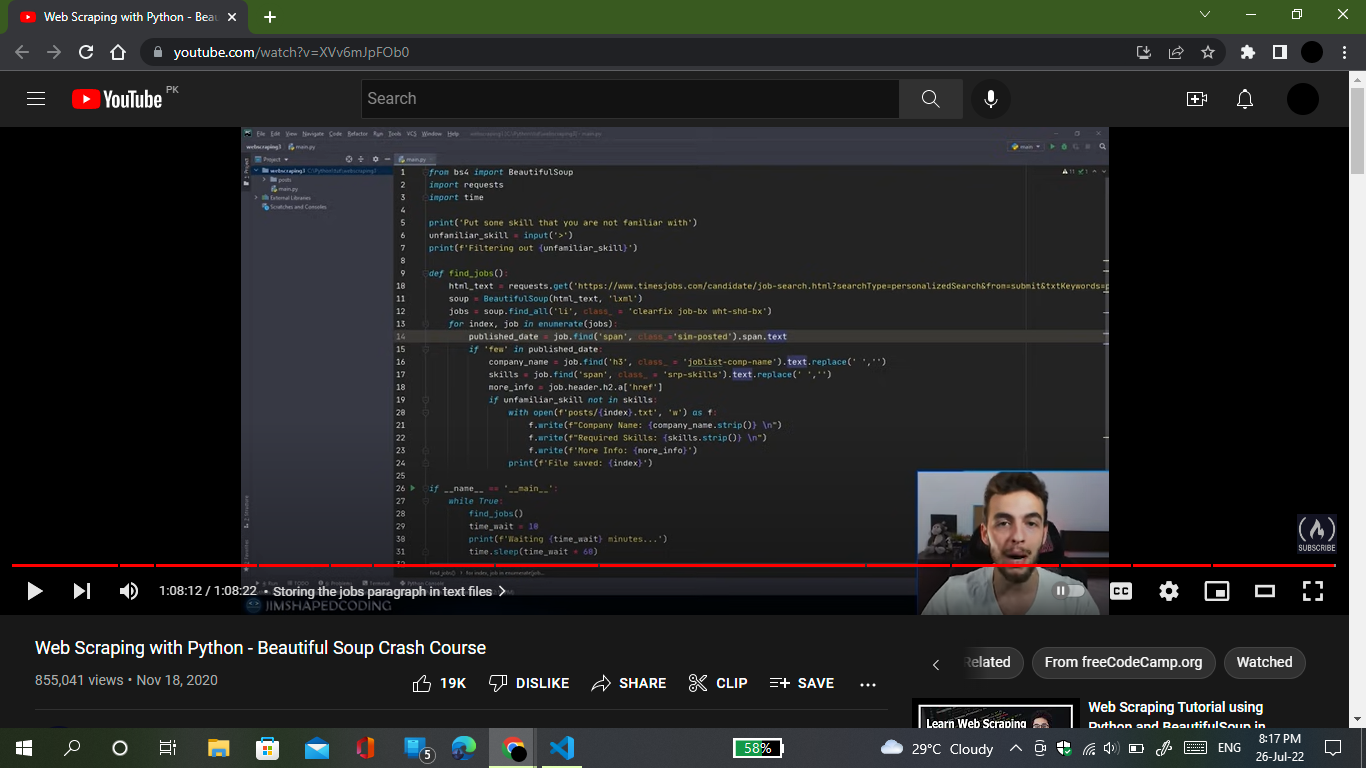 Web Scraping with Python - Beau
youtube.com/watch?v=XVv6mJpFOb0
YouTube PK
Search
File Edit View Navigate Code Refactor Run Tools VCS Window Help
webscraping3 main.py
main
Project
main.py
webscraping3 C:\Python\txt\webscraping3
posts
main.py
External Libraries
Scratches and Consoles
1 from bs4 import BeautifulSoup
2 import requests
3 import time
4
5 print('Put some skill that you are not familiar with')
6 unfamiliar_skill = input('>')
7 print(f'Filtering out {unfamiliar_skill}')
8
9 def find_jobs():
10 html_text = requests.get('https://www.timesjobs.com/candidate/job-search.html?searchType=personalizedSearch&from=submit&txtKeywords=p
11 soup = BeautifulSoup(html_text, 'lxml')
12 jobs = soup.find_all('li', class_ = 'clearfix job-bx wht-shd-bx')
13 for index, job in enumerate(jobs):
14 published_date = job.find('span', class_='sim-posted').span.text
15 if 'few' in published_date:
16 company_name = job.find('h3', class_ = 'joblist-comp-name').text.replace(' ','')
17 skills = job.find('span', class_ = 'srp-skills').text.replace(' ','')
18 more_info = job.header.h2.a['href']
19 if unfamiliar_skill not in skills:
20 with open(f'posts/{index}.txt', 'w') as f:
21 f.write(f"Company Name: {company_name.strip()} \n")
22 f.write(f"Required Skills: {skills.strip()} \n")
23 f.write(f'More Info: {more_info}')
24 print(f'File saved: {index}')
25
26 if __name__ == '__main__':
27 while True:
28 find_jobs()
29 time_wait = 10
30 print(f'Waiting {time_wait} minutes...')
31 time.sleep(time_wait * 60)
SUBSCRIBE
1:08:12 / 1:08:22 • Storing the jobs paragraph in text files
CC
JIMSHAPEDCODING
Web Scraping with Python - Beautiful Soup Crash Course
855,041 views • Nov 18, 2020
19K DISLIKE SHARE CLIP SAVE
Related From freeCodeCamp.org Watched
Learn Web Scraping
Web Scraping Tutorial using
Python and BeautifulSoup in
5
58%
29°C Cloudy
ENG
8:17 PM
26-Jul-22